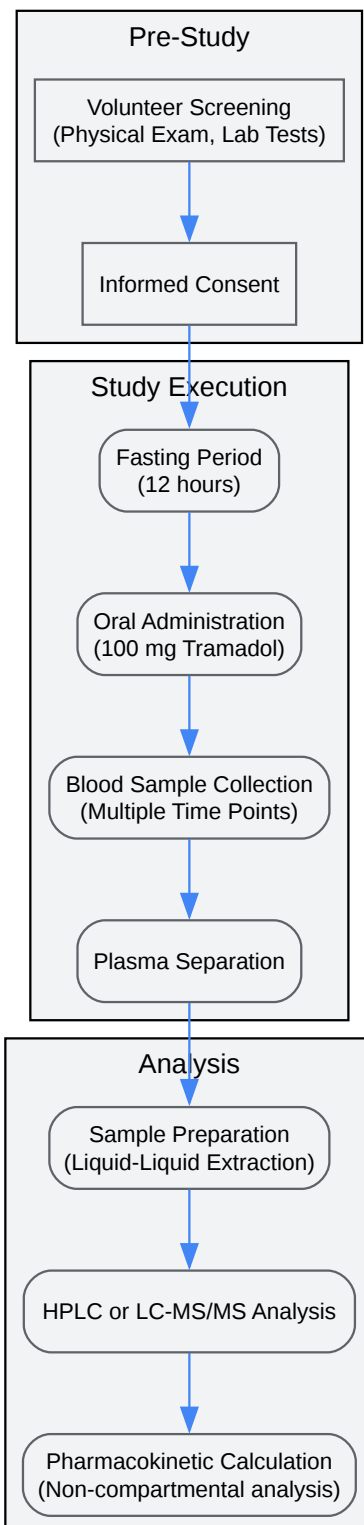 Pre-Study
Volunteer Screening
(Physical Exam, Lab Tests)
Informed Consent
Study Execution
Fasting Period
(12 hours)
Oral Administration
(100 mg Tramadol)
Blood Sample Collection
(Multiple Time Points)
Plasma Separation
Analysis
Sample Preparation
(Liquid-Liquid Extraction)
HPLC or LC-MS/MS Analysis
Pharmacokinetic Calculation
(Non-compartmental analysis)